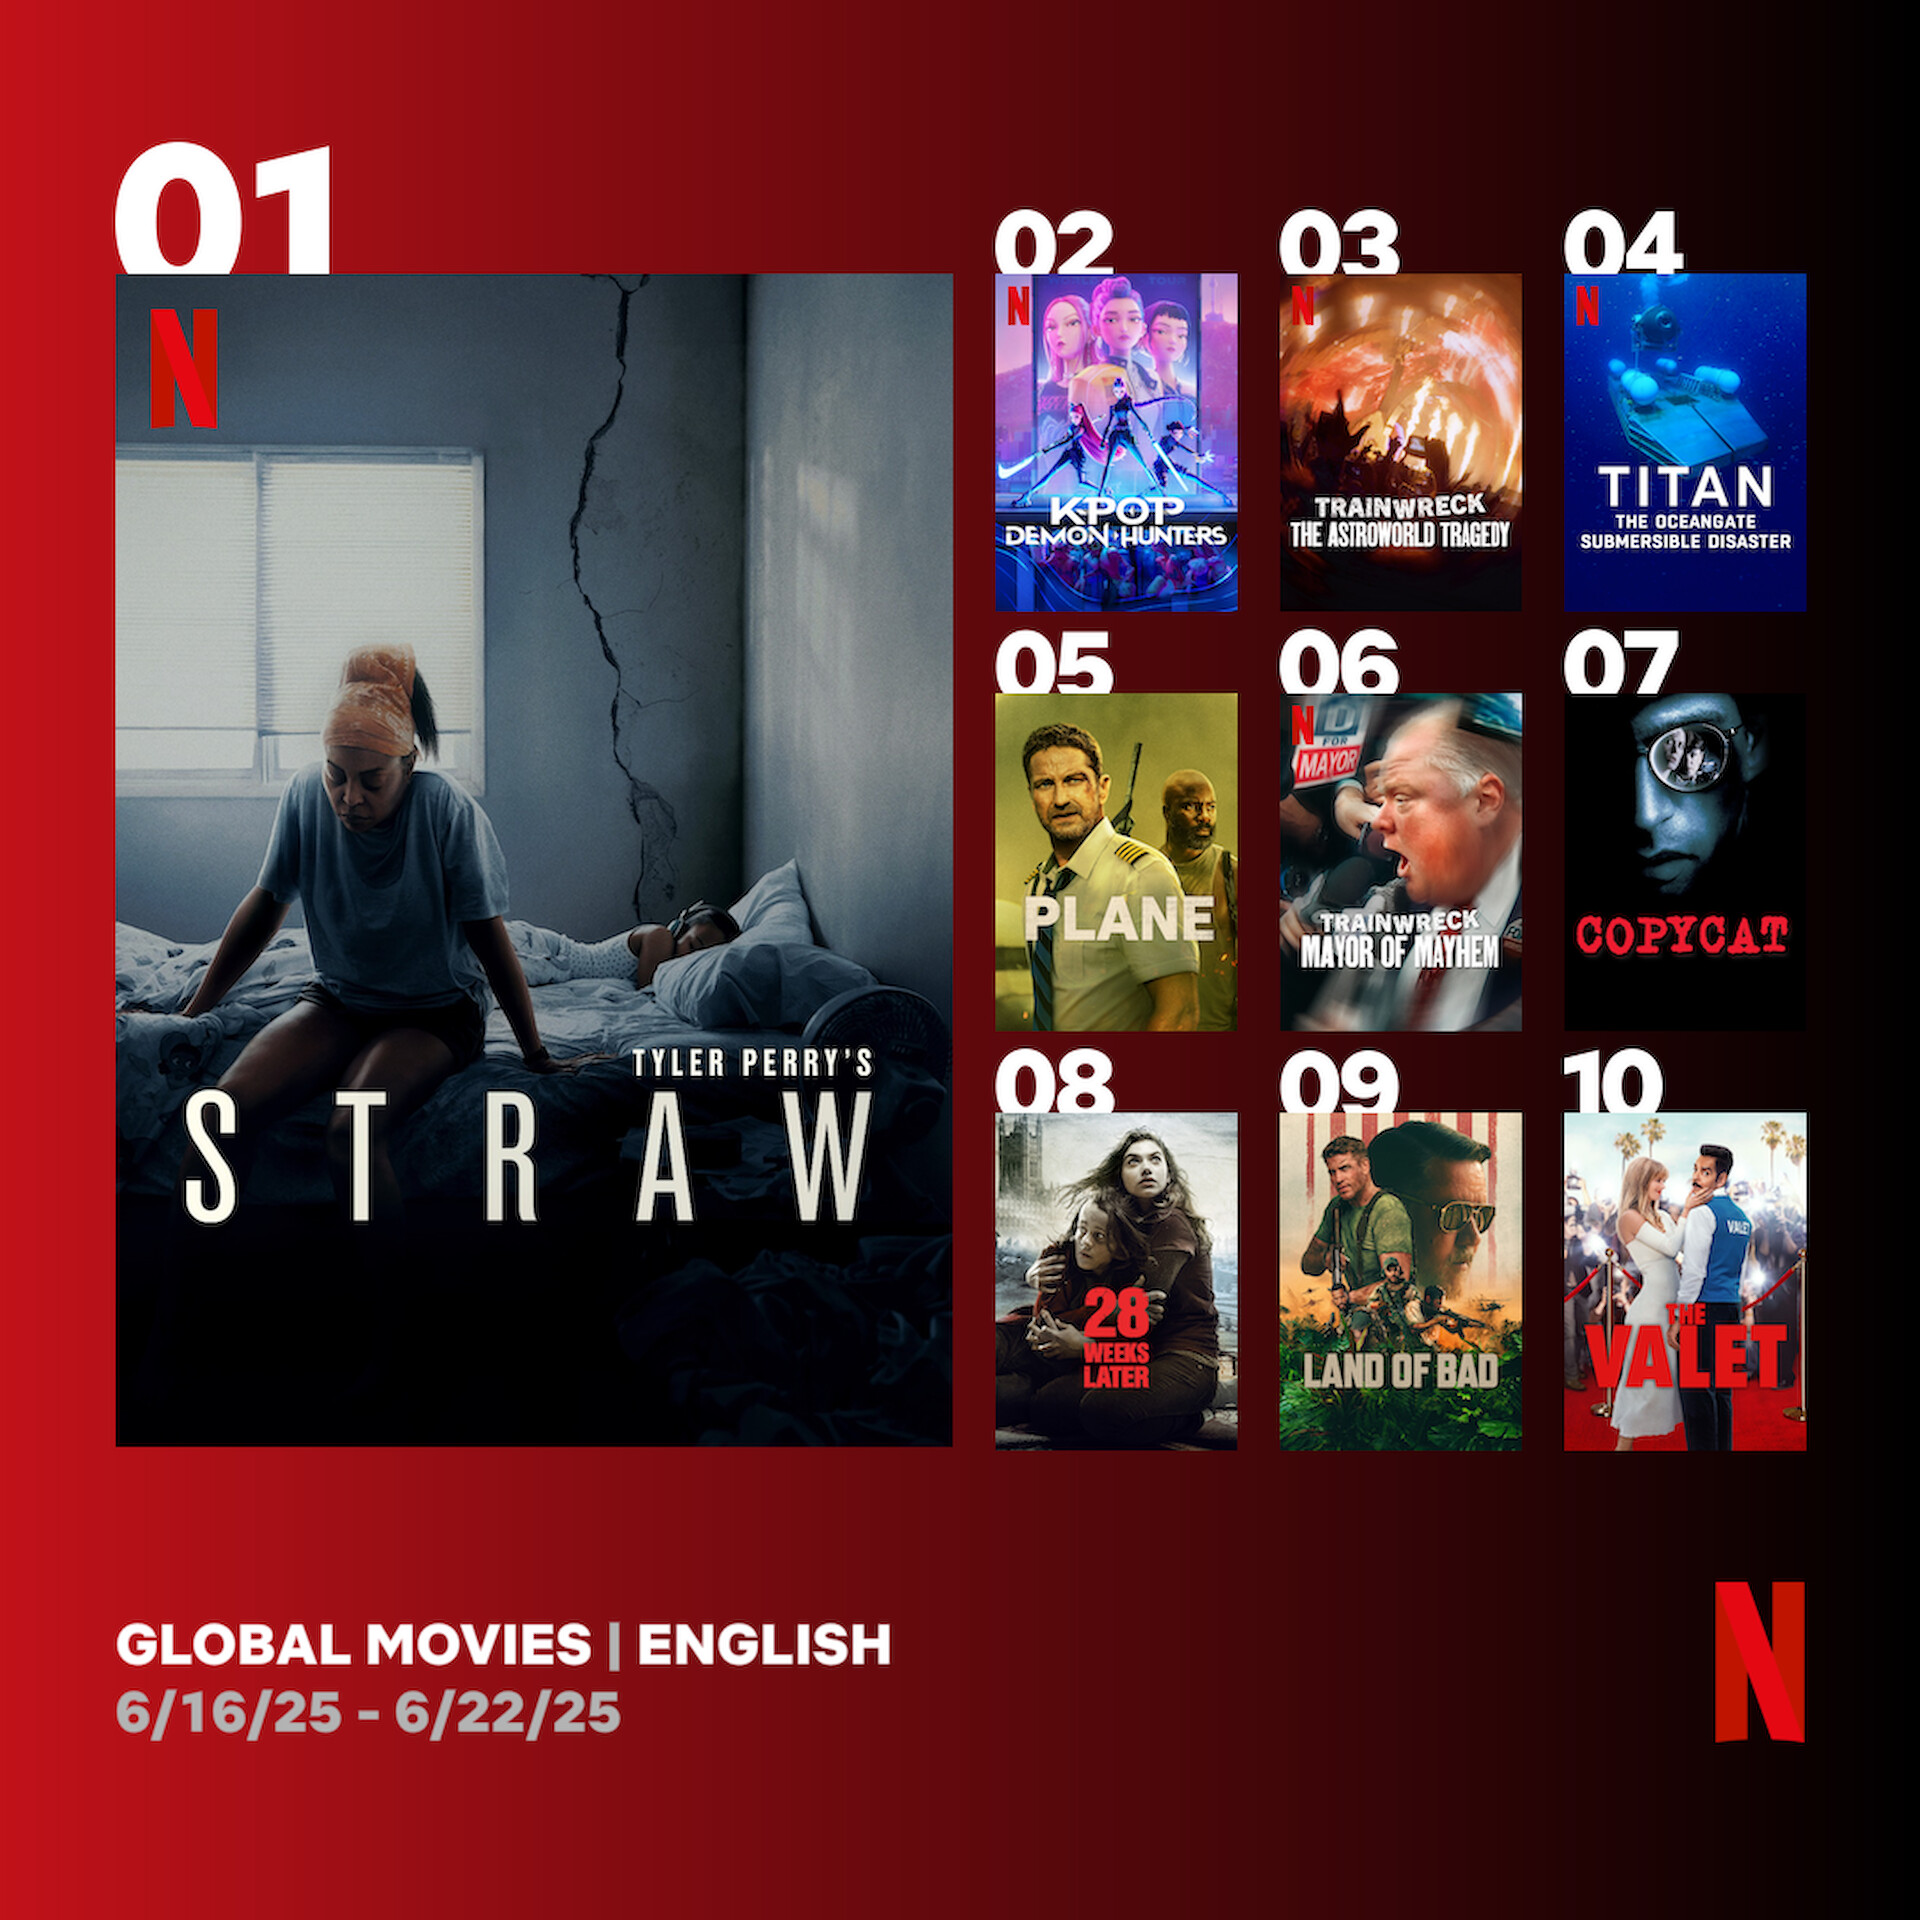 01
N
TYLER PERRY'S
STRAW
02
N
KPOP
DEMON HUNTERS
03
N
TRAINWRECK
THE ASTROWORLD TRAGEDY
04
N
TITAN
THE OCEANGATE
SUBMERSIBLE DISASTER
05
PLANE
06
N
D
FOR
MAYOR
TRAINWRECK
MAYOR OF MAYHEM
07
COPYCAT
08
28
WEEKS
LATER
09
LAND OF BAD
10
VALET
THE
VALET
GLOBAL MOVIES | ENGLISH
6/16/25 - 6/22/25
N